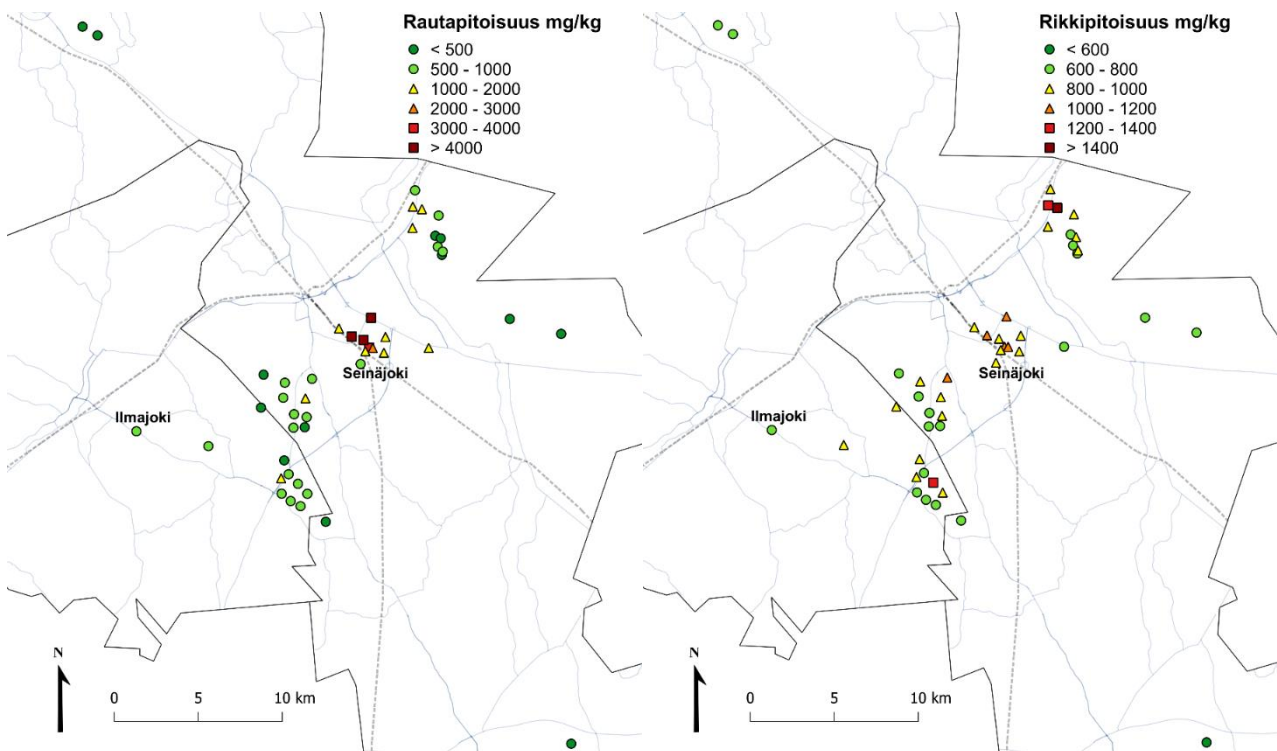 Rautapitoisuus mg/kg
< 500
500 - 1000
1000 - 2000
2000 - 3000
3000 - 4000
> 4000
Seinäjoki
Ilmajoki
N
0 5 10 km
Rikkipitoisuus mg/kg
< 600
600 - 800
800 - 1000
1000 - 1200
1200 - 1400
> 1400
Seinäjoki
Ilmajoki
N
0 5 10 km